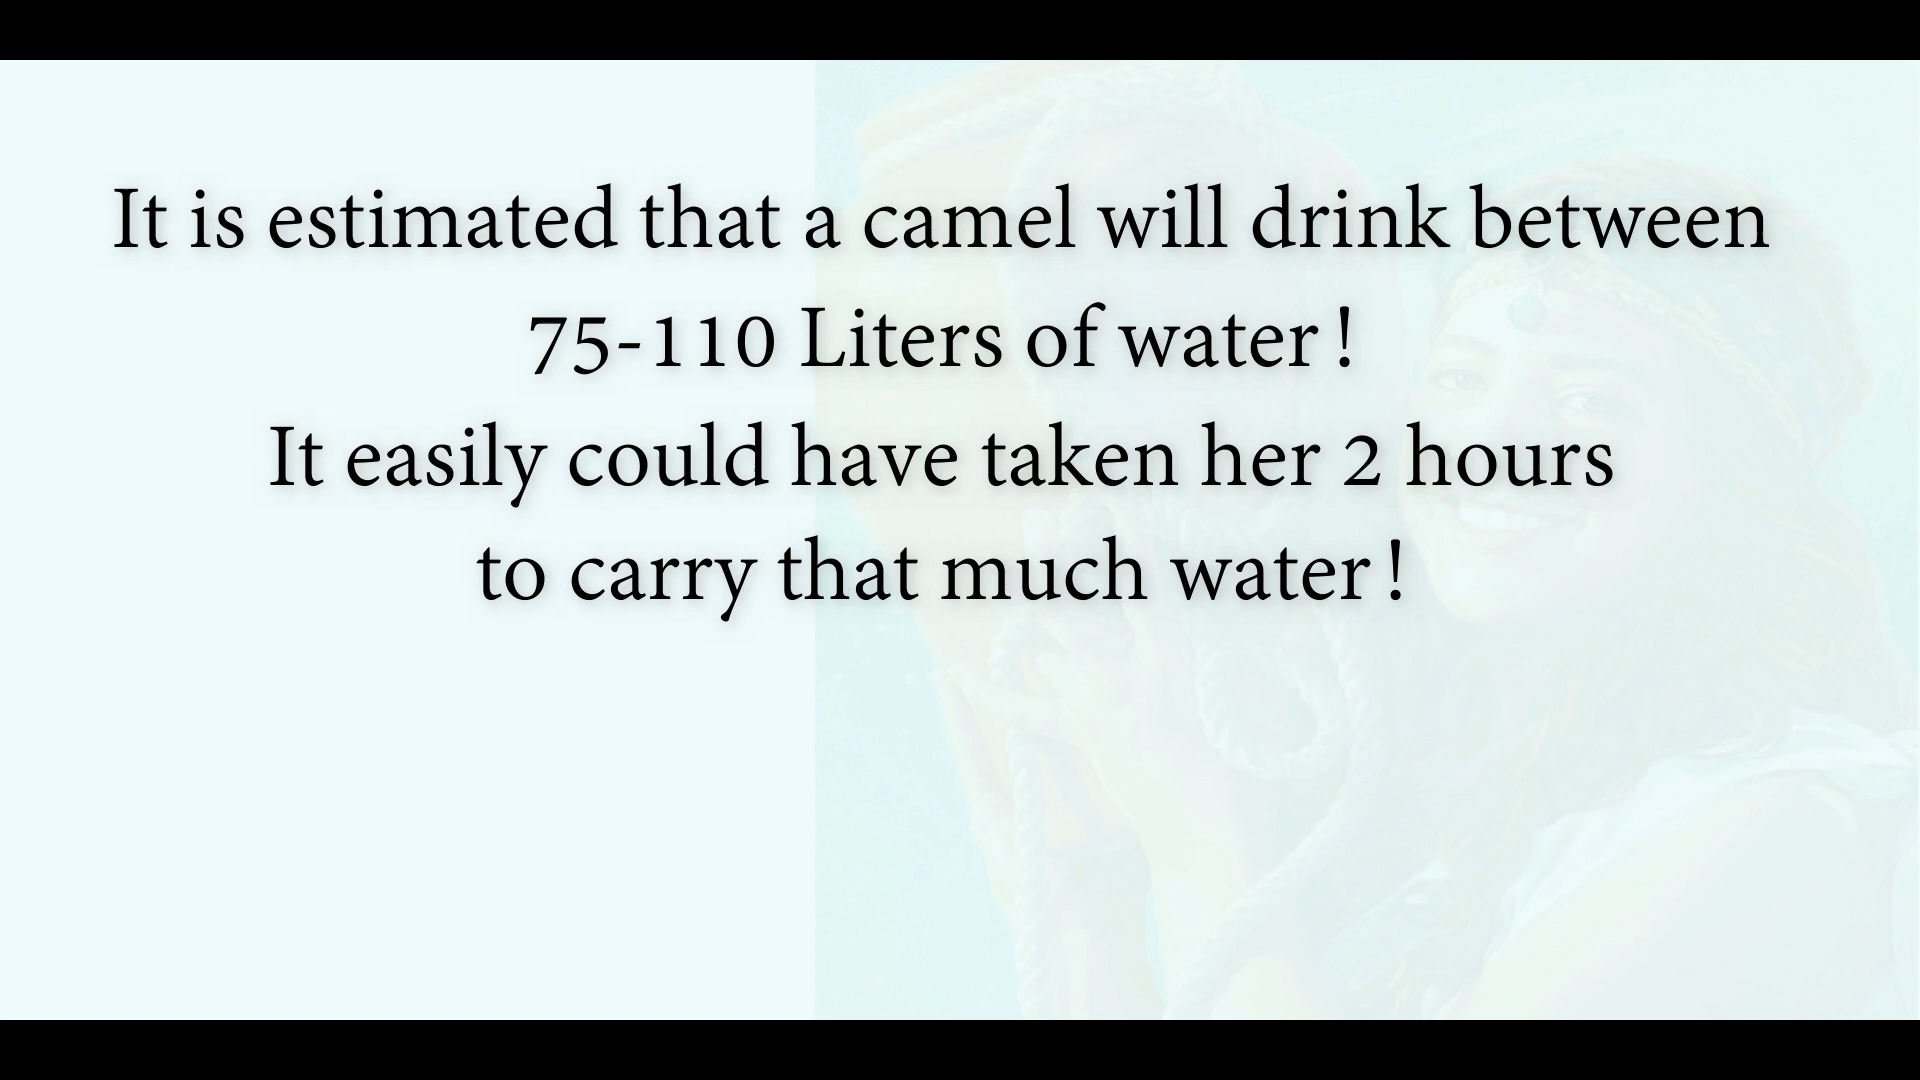 It is estimated that a camel will drink between
75-110 Liters of water!
It easily could have taken her 2 hours
to carry that much water!